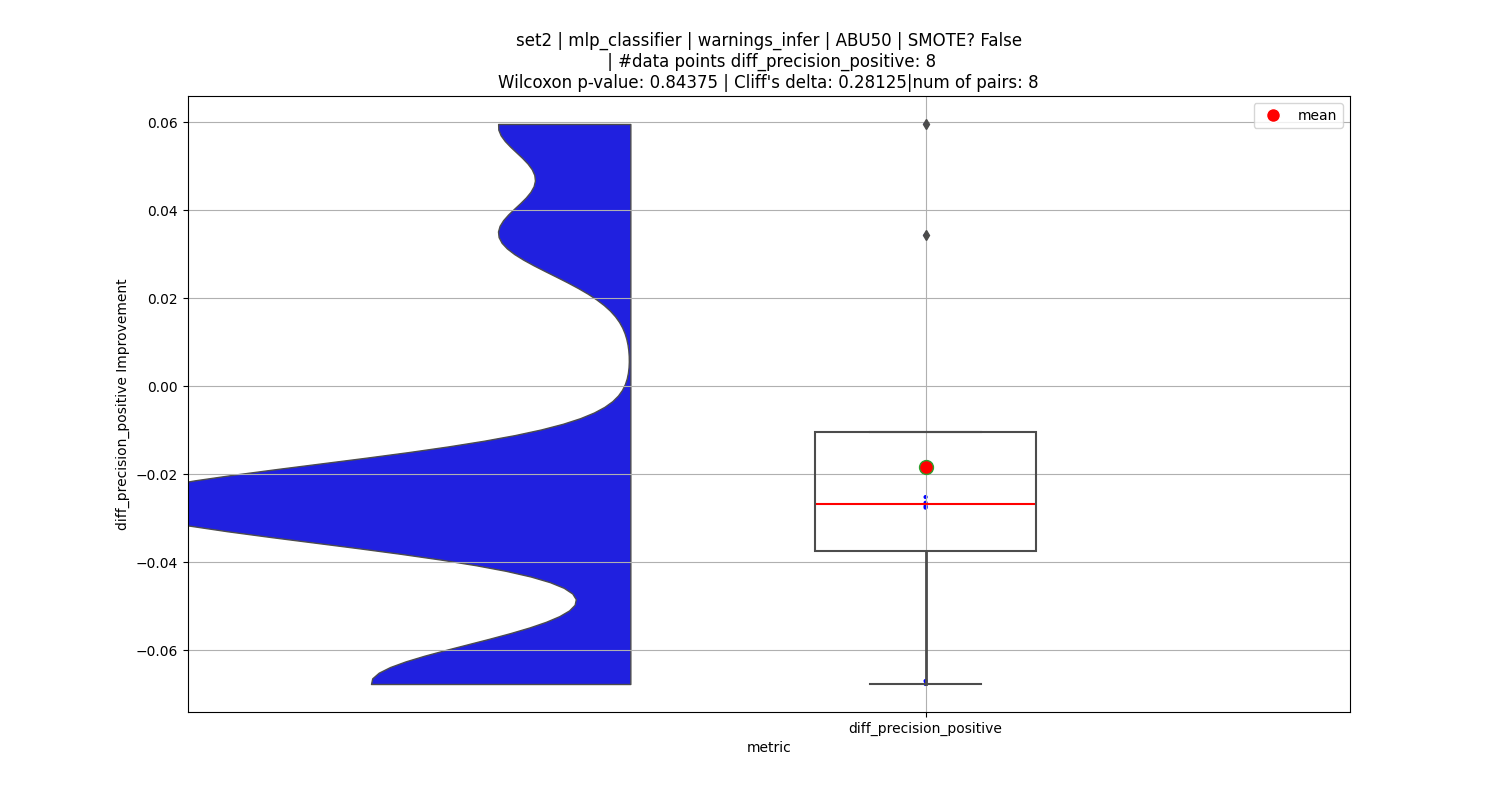 set2 | mlp_classifier | warnings_infer | ABU50 | SMOTE? False
| #data points diff_precision_positive: 8
Wilcoxon p-value: 0.84375 | Cliff's delta: 0.28125|num of pairs: 8
mean
0.06
0.04
0.02
0.00
−0.02
−0.04
−0.06
diff_precision_positive Improvement
diff_precision_positive
metric